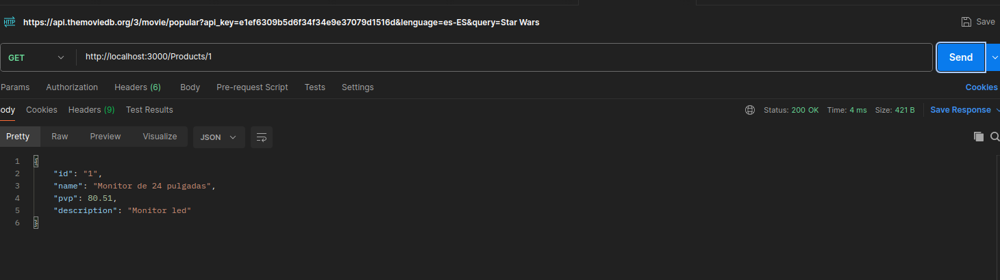 HTTP https://api.themoviedb.org/3/movie/popular?api_key=e1ef6309b5d6f34f34e9e37079d1516d&lenguage=es-ES&query=Star Wars Save
GET http://localhost:3000/Products/1 Send
Params Authorization Headers (6) Body Pre-request Script Tests Settings Cookies
ody Cookies Headers (9) Test Results Status: 200 OK Time: 4 ms Size: 421 B Save Response
Pretty Raw Preview Visualize JSON
1 {
2 "id": "1",
3 "name": "Monitor de 24 pulgadas",
4 "pvp": 80.51,
5 "description": "Monitor led"
6 }